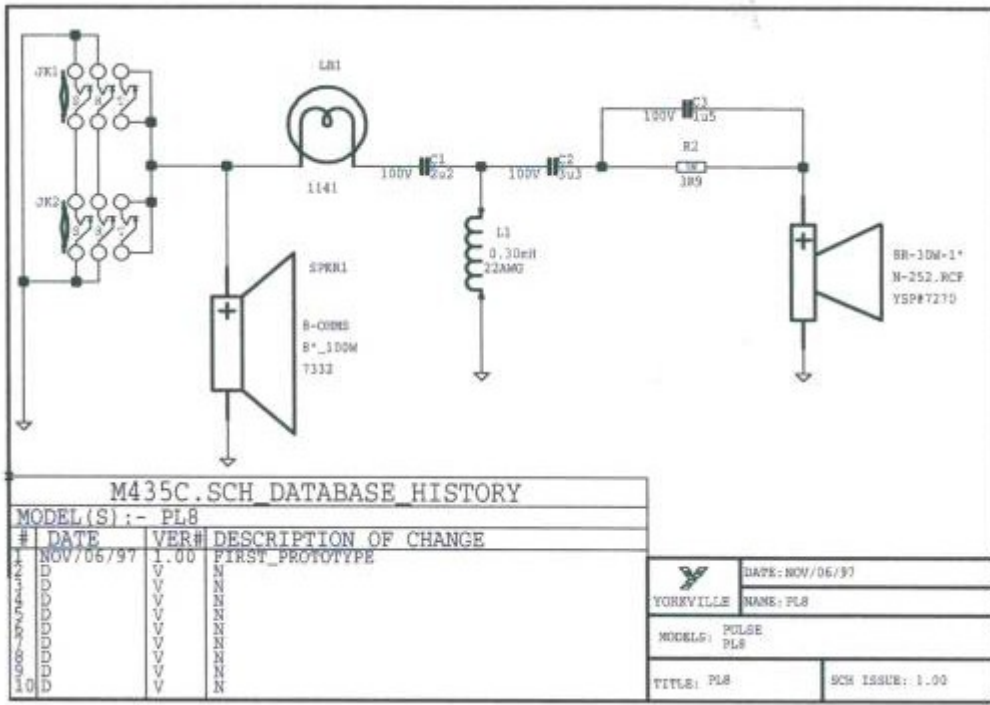 JK1
JK2
LB1
1141
C1
100V 2u2
C2
100V 3u3
C3
100V 1u5
R2
5W
3R9
L1
0.30mH
22AWG
SPKR1
8-OHMS
8"_100W
7332
8R-30W-1"
N-252.RCF
YSP#7270
M435C.SCH_DATABASE_HISTORY
MODEL(S):- PL8
# DATE VER# DESCRIPTION OF CHANGE
1 NOV/06/97 1.00 FIRST_PROTOTYPE
2 D V N
3 D V N
4 D V N
5 D V N
6 D V N
7 D V N
8 D V N
9 D V N
10 D V N
YORKVILLE
DATE: NOV/06/97
NAME: PL8
MODELS: PULSE
PL8
TITLE: PL8
SCH ISSUE: 1.00